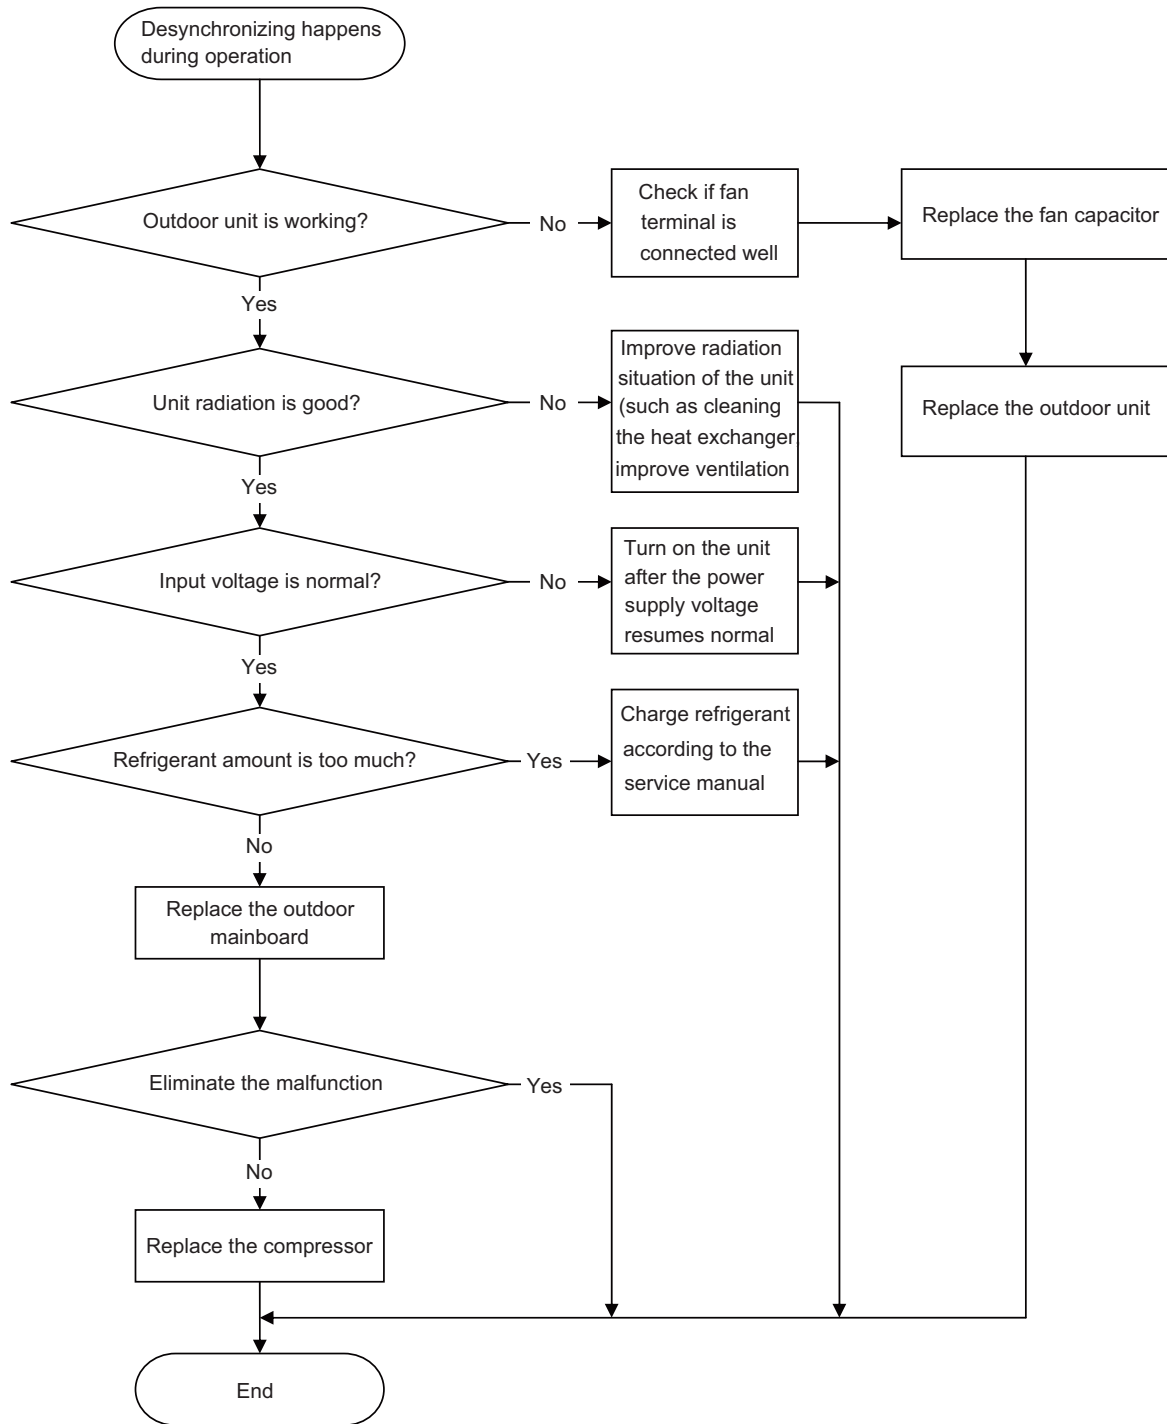 Desynchronizing happens
during operation
Outdoor unit is working?
No
Check if fan
terminal is
connected well
Replace the fan capacitor
Yes
Unit radiation is good?
No
Improve radiation
situation of the unit
(such as cleaning
the heat exchanger,
improve ventilation
Replace the outdoor unit
Yes
Input voltage is normal?
No
Turn on the unit
after the power
supply voltage
resumes normal
Yes
Refrigerant amount is too much?
Yes
Charge refrigerant
according to the
service manual
No
Replace the outdoor
mainboard
Eliminate the malfunction
Yes
No
Replace the compressor
End